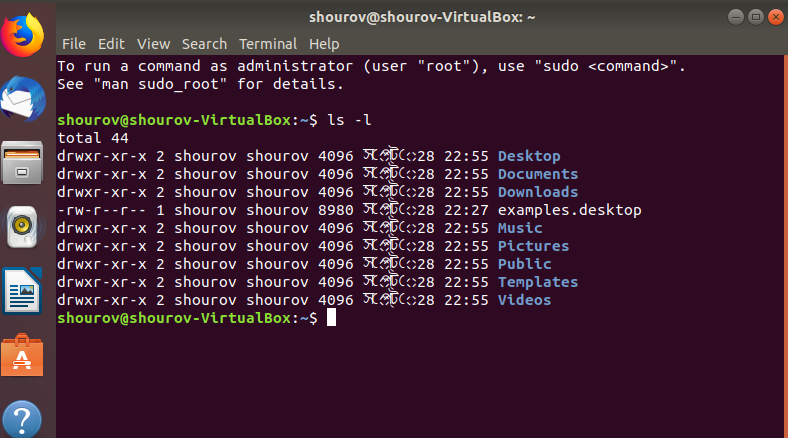 shourov@shourov-VirtualBox: ~
File Edit View Search Terminal Help
To run a command as administrator (user "root"), use "sudo <command>".
See "man sudo_root" for details.
shourov@shourov-VirtualBox:~$ ls -l
total 44
drwxr-xr-x 2 shourov shourov 4096 সেপ্টে 28 22:55 Desktop
drwxr-xr-x 2 shourov shourov 4096 সেপ্টে 28 22:55 Documents
drwxr-xr-x 2 shourov shourov 4096 সেপ্টে 28 22:55 Downloads
-rw-r--r-- 1 shourov shourov 8980 সেপ্টে 28 22:27 examples.desktop
drwxr-xr-x 2 shourov shourov 4096 সেপ্টে 28 22:55 Music
drwxr-xr-x 2 shourov shourov 4096 সেপ্টে 28 22:55 Pictures
drwxr-xr-x 2 shourov shourov 4096 সেপ্টে 28 22:55 Public
drwxr-xr-x 2 shourov shourov 4096 সেপ্টে 28 22:55 Templates
drwxr-xr-x 2 shourov shourov 4096 সেপ্টে 28 22:55 Videos
shourov@shourov-VirtualBox:~$